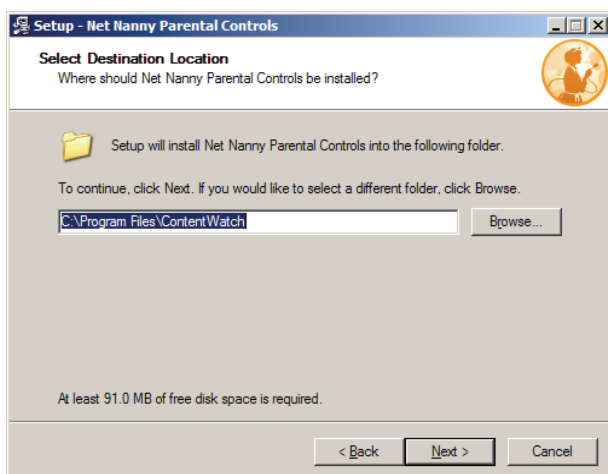 Setup - Net Nanny Parental Controls
Select Destination Location
Where should Net Nanny Parental Controls be installed?
Setup will install Net Nanny Parental Controls into the following folder.
To continue, click Next. If you would like to select a different folder, click Browse.
C:\Program Files\ContentWatch
Browse...
At least 91.0 MB of free disk space is required.
< Back Next > Cancel